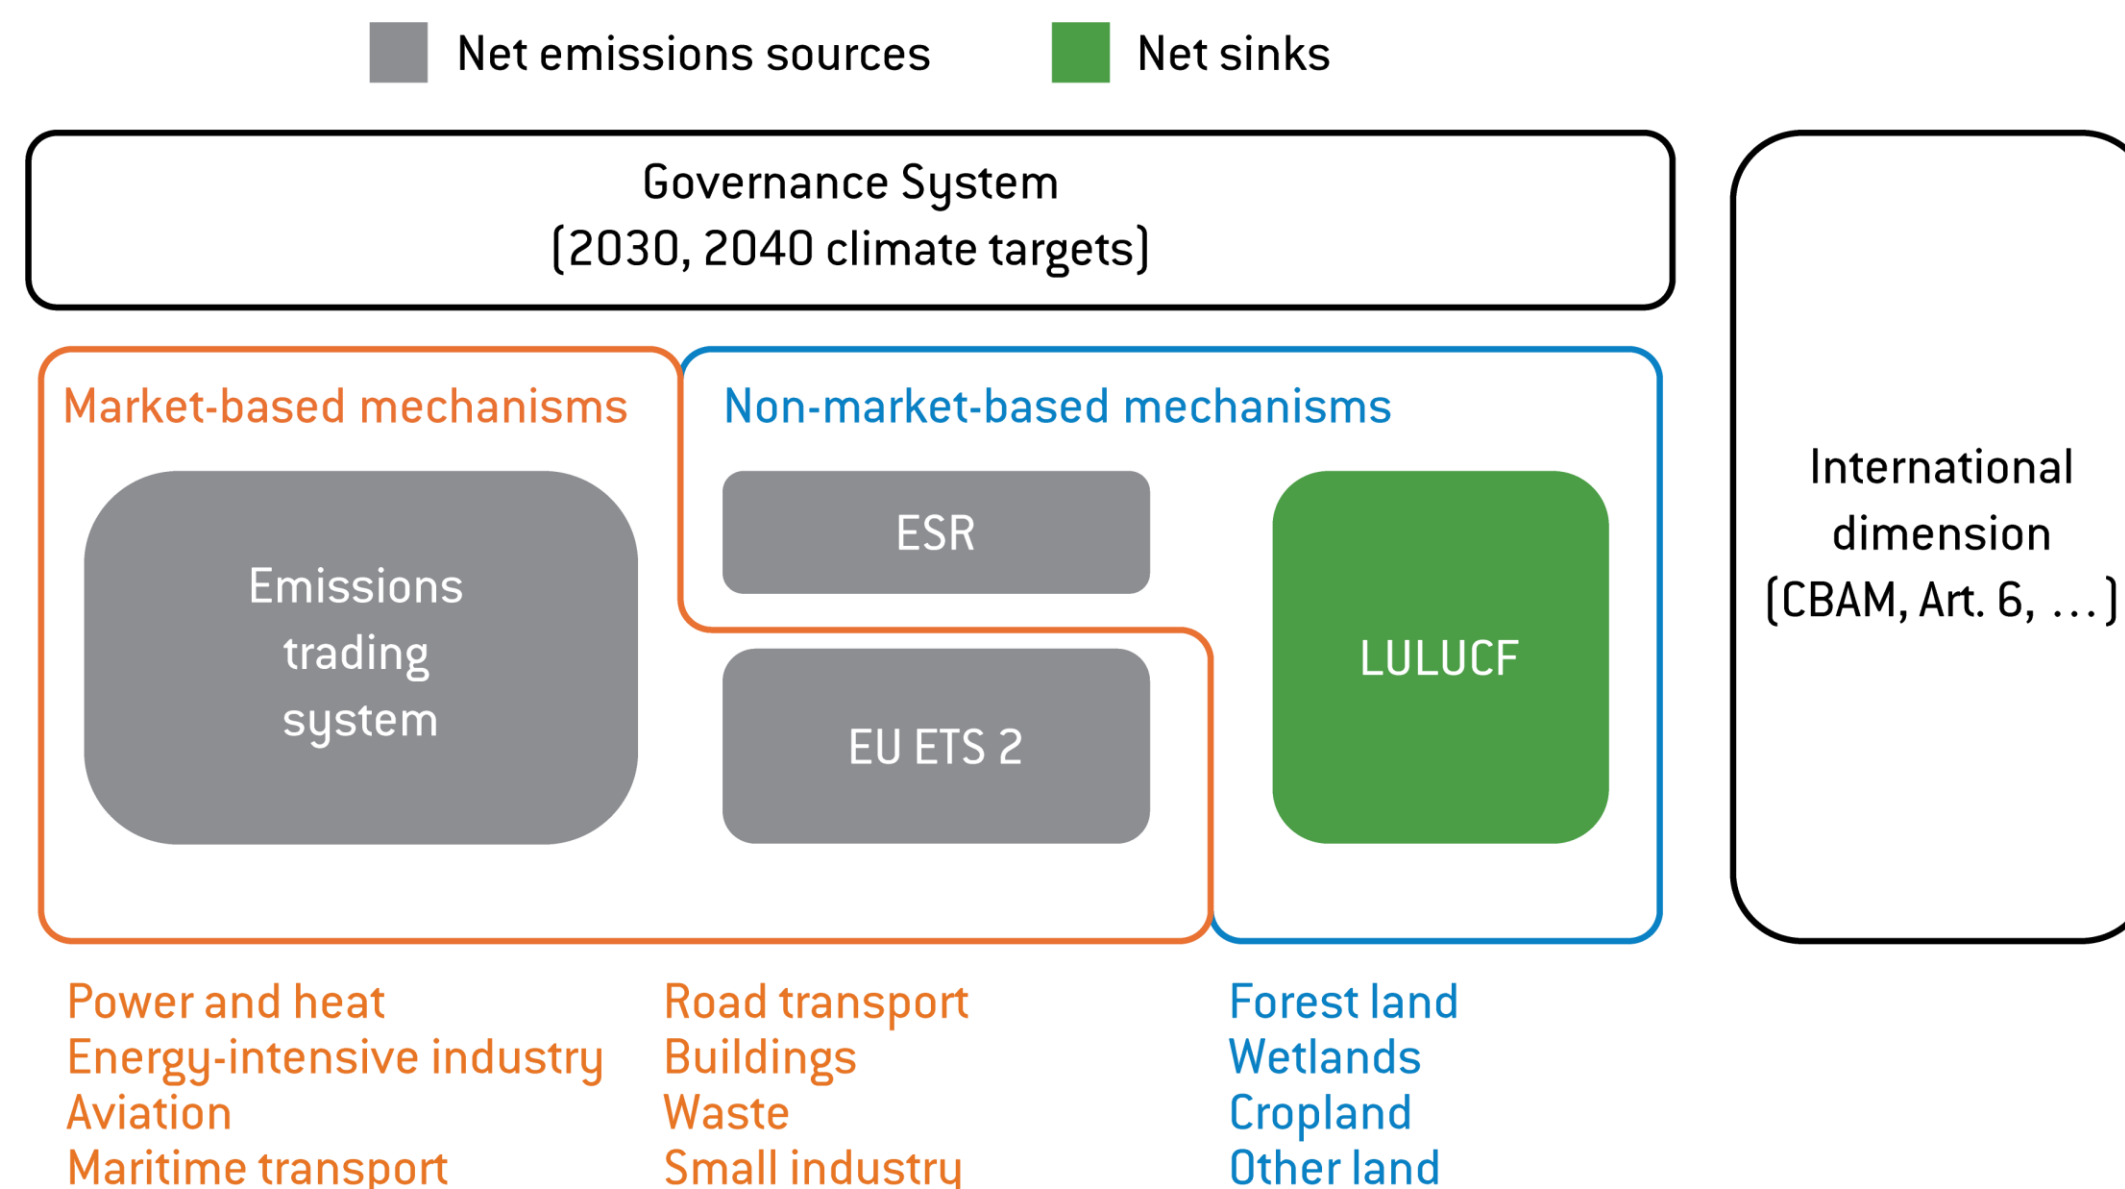 Net emissions sources
Net sinks
Governance System
(2030, 2040 climate targets)
Market-based mechanisms
Non-market-based mechanisms
Emissions
trading
system
ESR
EU ETS 2
LULUCF
International
dimension
(CBAM, Art. 6, ...)
Power and heat
Energy-intensive industry
Aviation
Maritime transport
Road transport
Buildings
Waste
Small industry
Forest land
Wetlands
Cropland
Other land